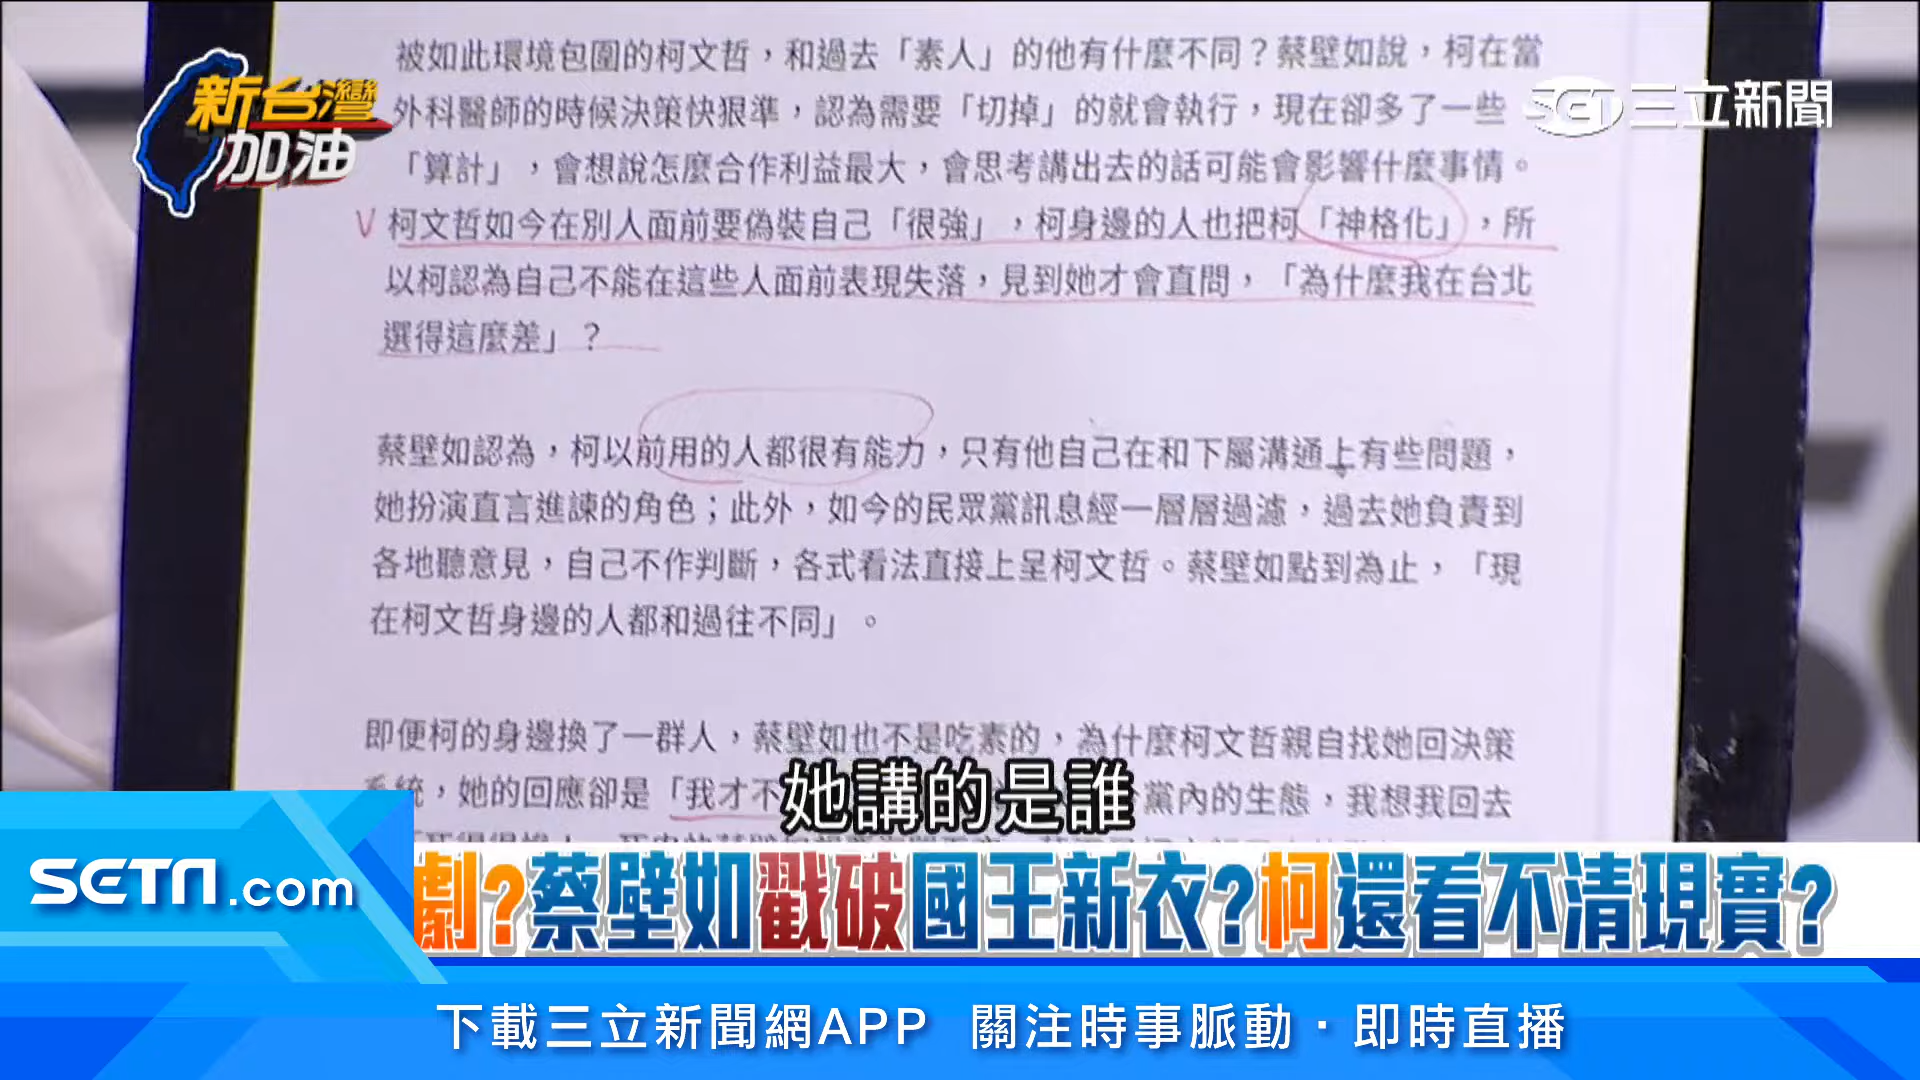 被如此環境包圍的柯文哲，和過去「素人」的他有什麼不同？蔡壁如說，柯在當
外科醫師的時候決策快狠準，認為需要「切掉」的就會執行，現在卻多了一些
「算計」，會想說怎麼合作利益最大，會思考講出去的話可能會影響什麼事情。
V 柯文哲如今在別人面前要偽裝自己「很強」，柯身邊的人也把柯「神格化」，所
以柯認為自己不能在這些人面前表現失落，見到她才會直問，「為什麼我在台北
選得這麼差」？
蔡壁如認為，柯以前用的人都很有能力，只有他自己在和下屬溝通上有些問題，
她扮演直言進諫的角色；此外，如今的民眾黨訊息經一層層過濾，過去她負責到
各地聽意見，自己不作判斷，各式看法直接上呈柯文哲。蔡壁如點到為止，「現
在柯文哲身邊的人都和過往不同」。
即便柯的身邊換了一群人，蔡壁如也不是吃素的，為什麼柯文哲親自找她回決策
系統，她的回應卻是「我才不
黨內的生態，我想我回去
新台灣
加油
SET三立新聞
她講的是誰
SETN.com
劇？蔡壁如戳破國王新衣？柯還看不清現實？
下載三立新聞網APP 關注時事脈動・即時直播